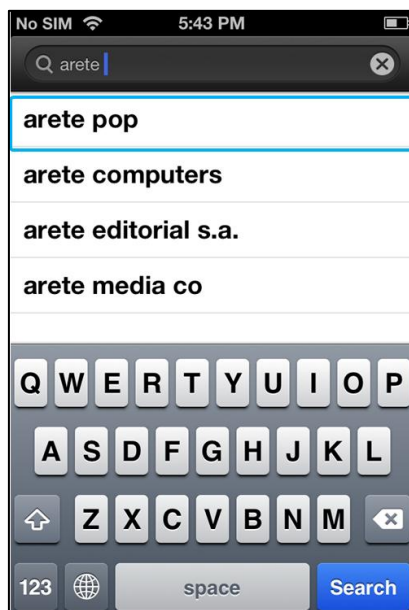 No SIM 5:43 PM
arete
arete pop
arete computers
arete editorial s.a.
arete media co
Q W E R T Y U I O P
A S D F G H J K L
Z X C V B N M
123 space Search